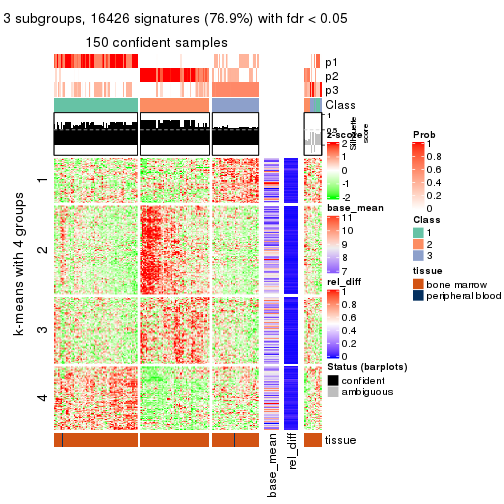 3 subgroups, 16426 signatures (76.9%) with fdr < 0.05
150 confident samples
p1
p2
p3
Class
1
0.5
0
Silhouette
score
k-means with 4 groups
1
2
3
4
tissue
base_mean
rel_diff
z-score
2
1
0
-1
-2
base_mean
11
10
9
8
7
rel_diff
1
0.8
0.6
0.4
0.2
0
Status (barplots)
confident
ambiguous
Prob
1
0.8
0.6
0.4
0.2
0
Class
1
2
3
tissue
bone marrow
peripheral blood